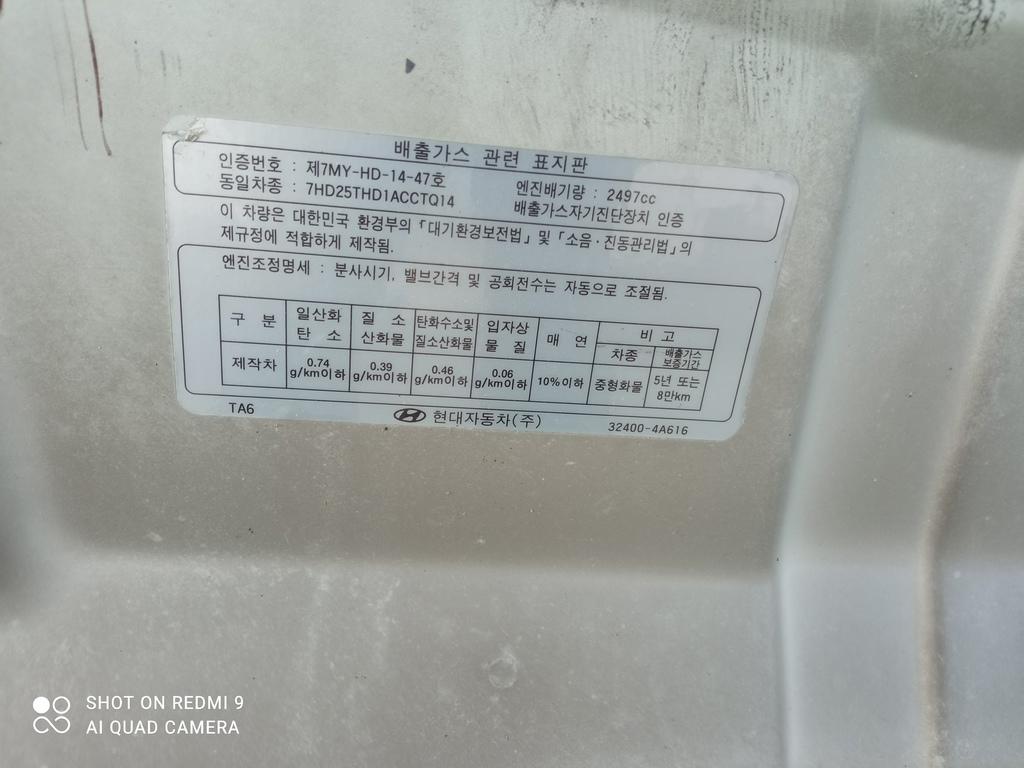 배출가스 관련 표지판
인증번호 : 제7MY-HD-14-47호 엔진배기량 : 2497cc
동일차종 : 7HD25THD1ACCTQ14 배출가스자기진단장치 인증
이 차량은 대한민국 환경부의 「대기환경보전법」 및 「소음·진동관리법」의
제규정에 적합하게 제작됨.
엔진조정명세 : 분사시기, 밸브간격 및 공회전수는 자동으로 조절됨.
구 분 일산화 탄 소 질 소 산화물 탄화수소및 질소산화물 입자상 물 질 매 연 비 고
차종 배출가스 보증기간
제작차 0.74 g/km이하 0.39 g/km이하 0.46 g/km이하 0.06 g/km이하 10%이하 중형화물 5년 또는 8만km
TA6 현대자동차(주) 32400-4A616
SHOT ON REDMI 9
AI QUAD CAMERA